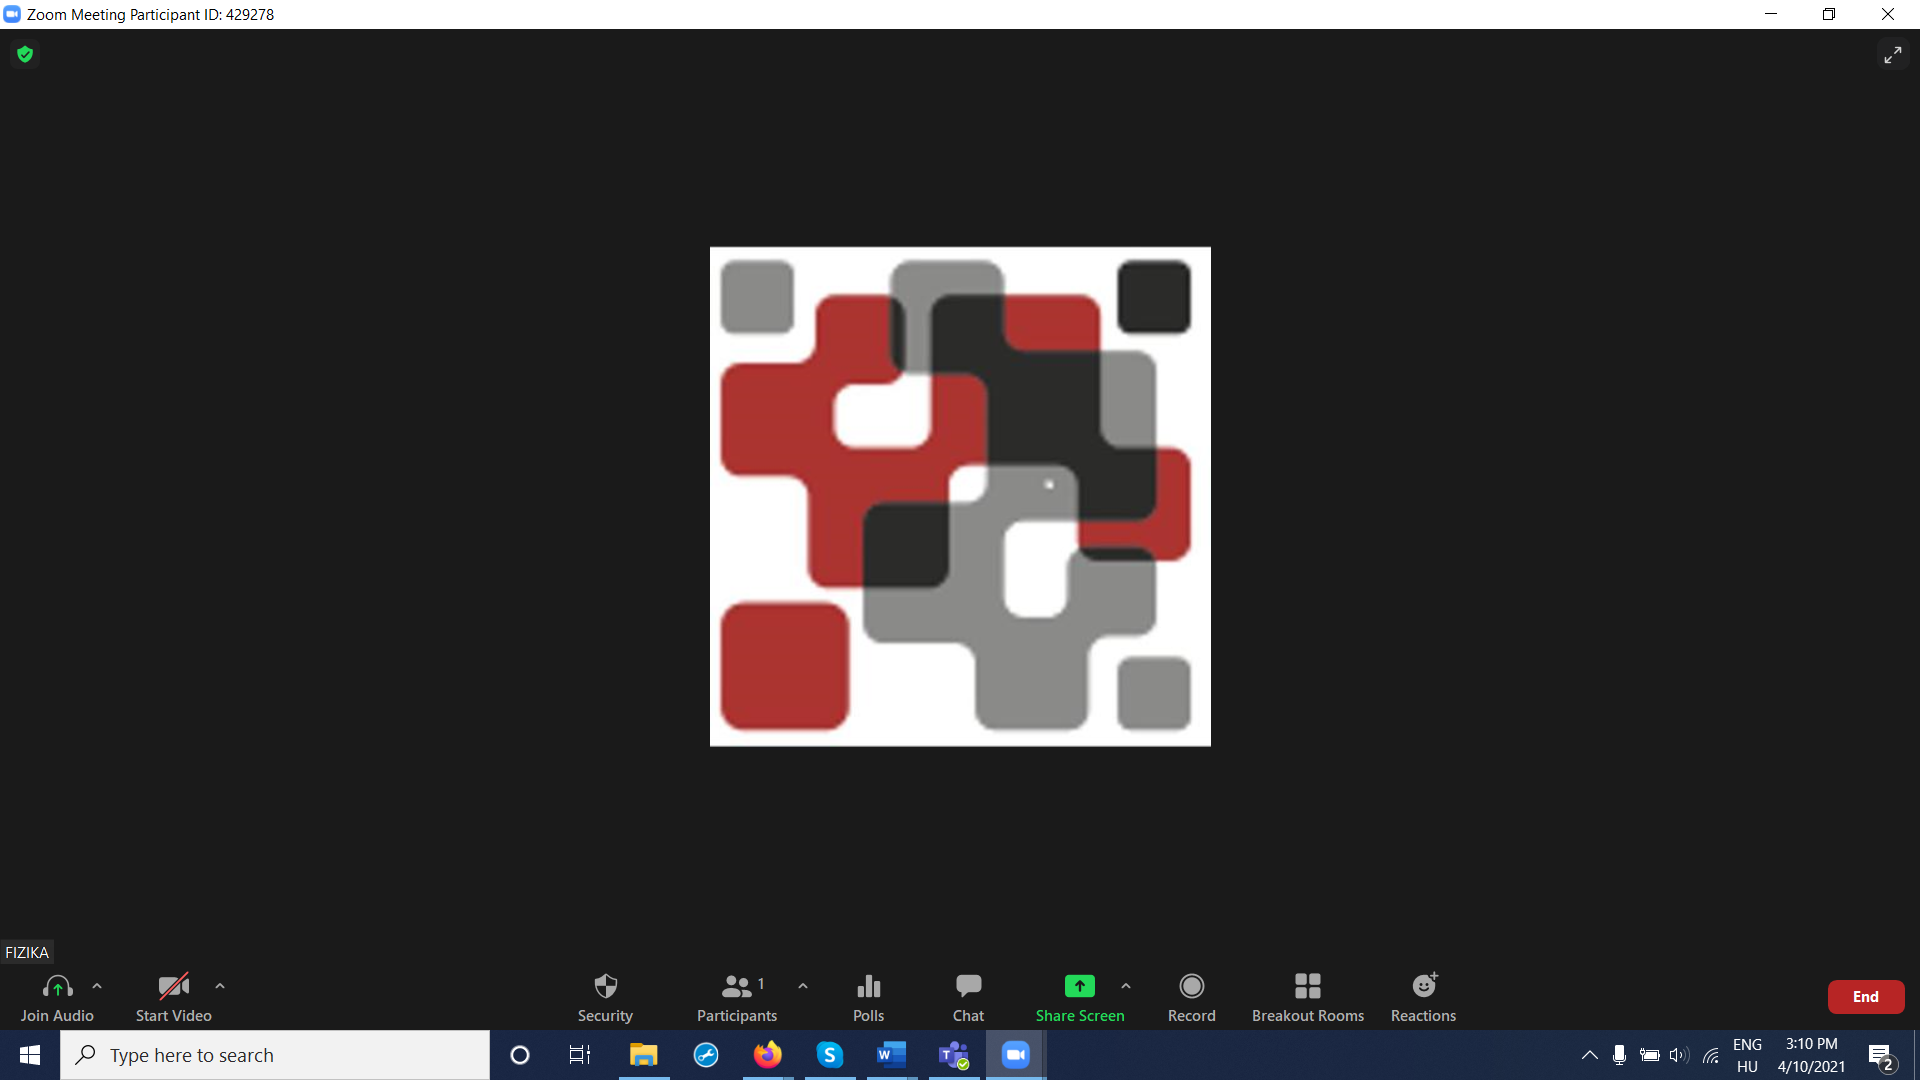 Zoom Meeting Participant ID: 429278
FIZIKA
Join Audio
Start Video
Security
1
Participants
Polls
Chat
Share Screen
Record
Breakout Rooms
Reactions
End
Type here to search
ENG
HU
3:10 PM
4/10/2021
2